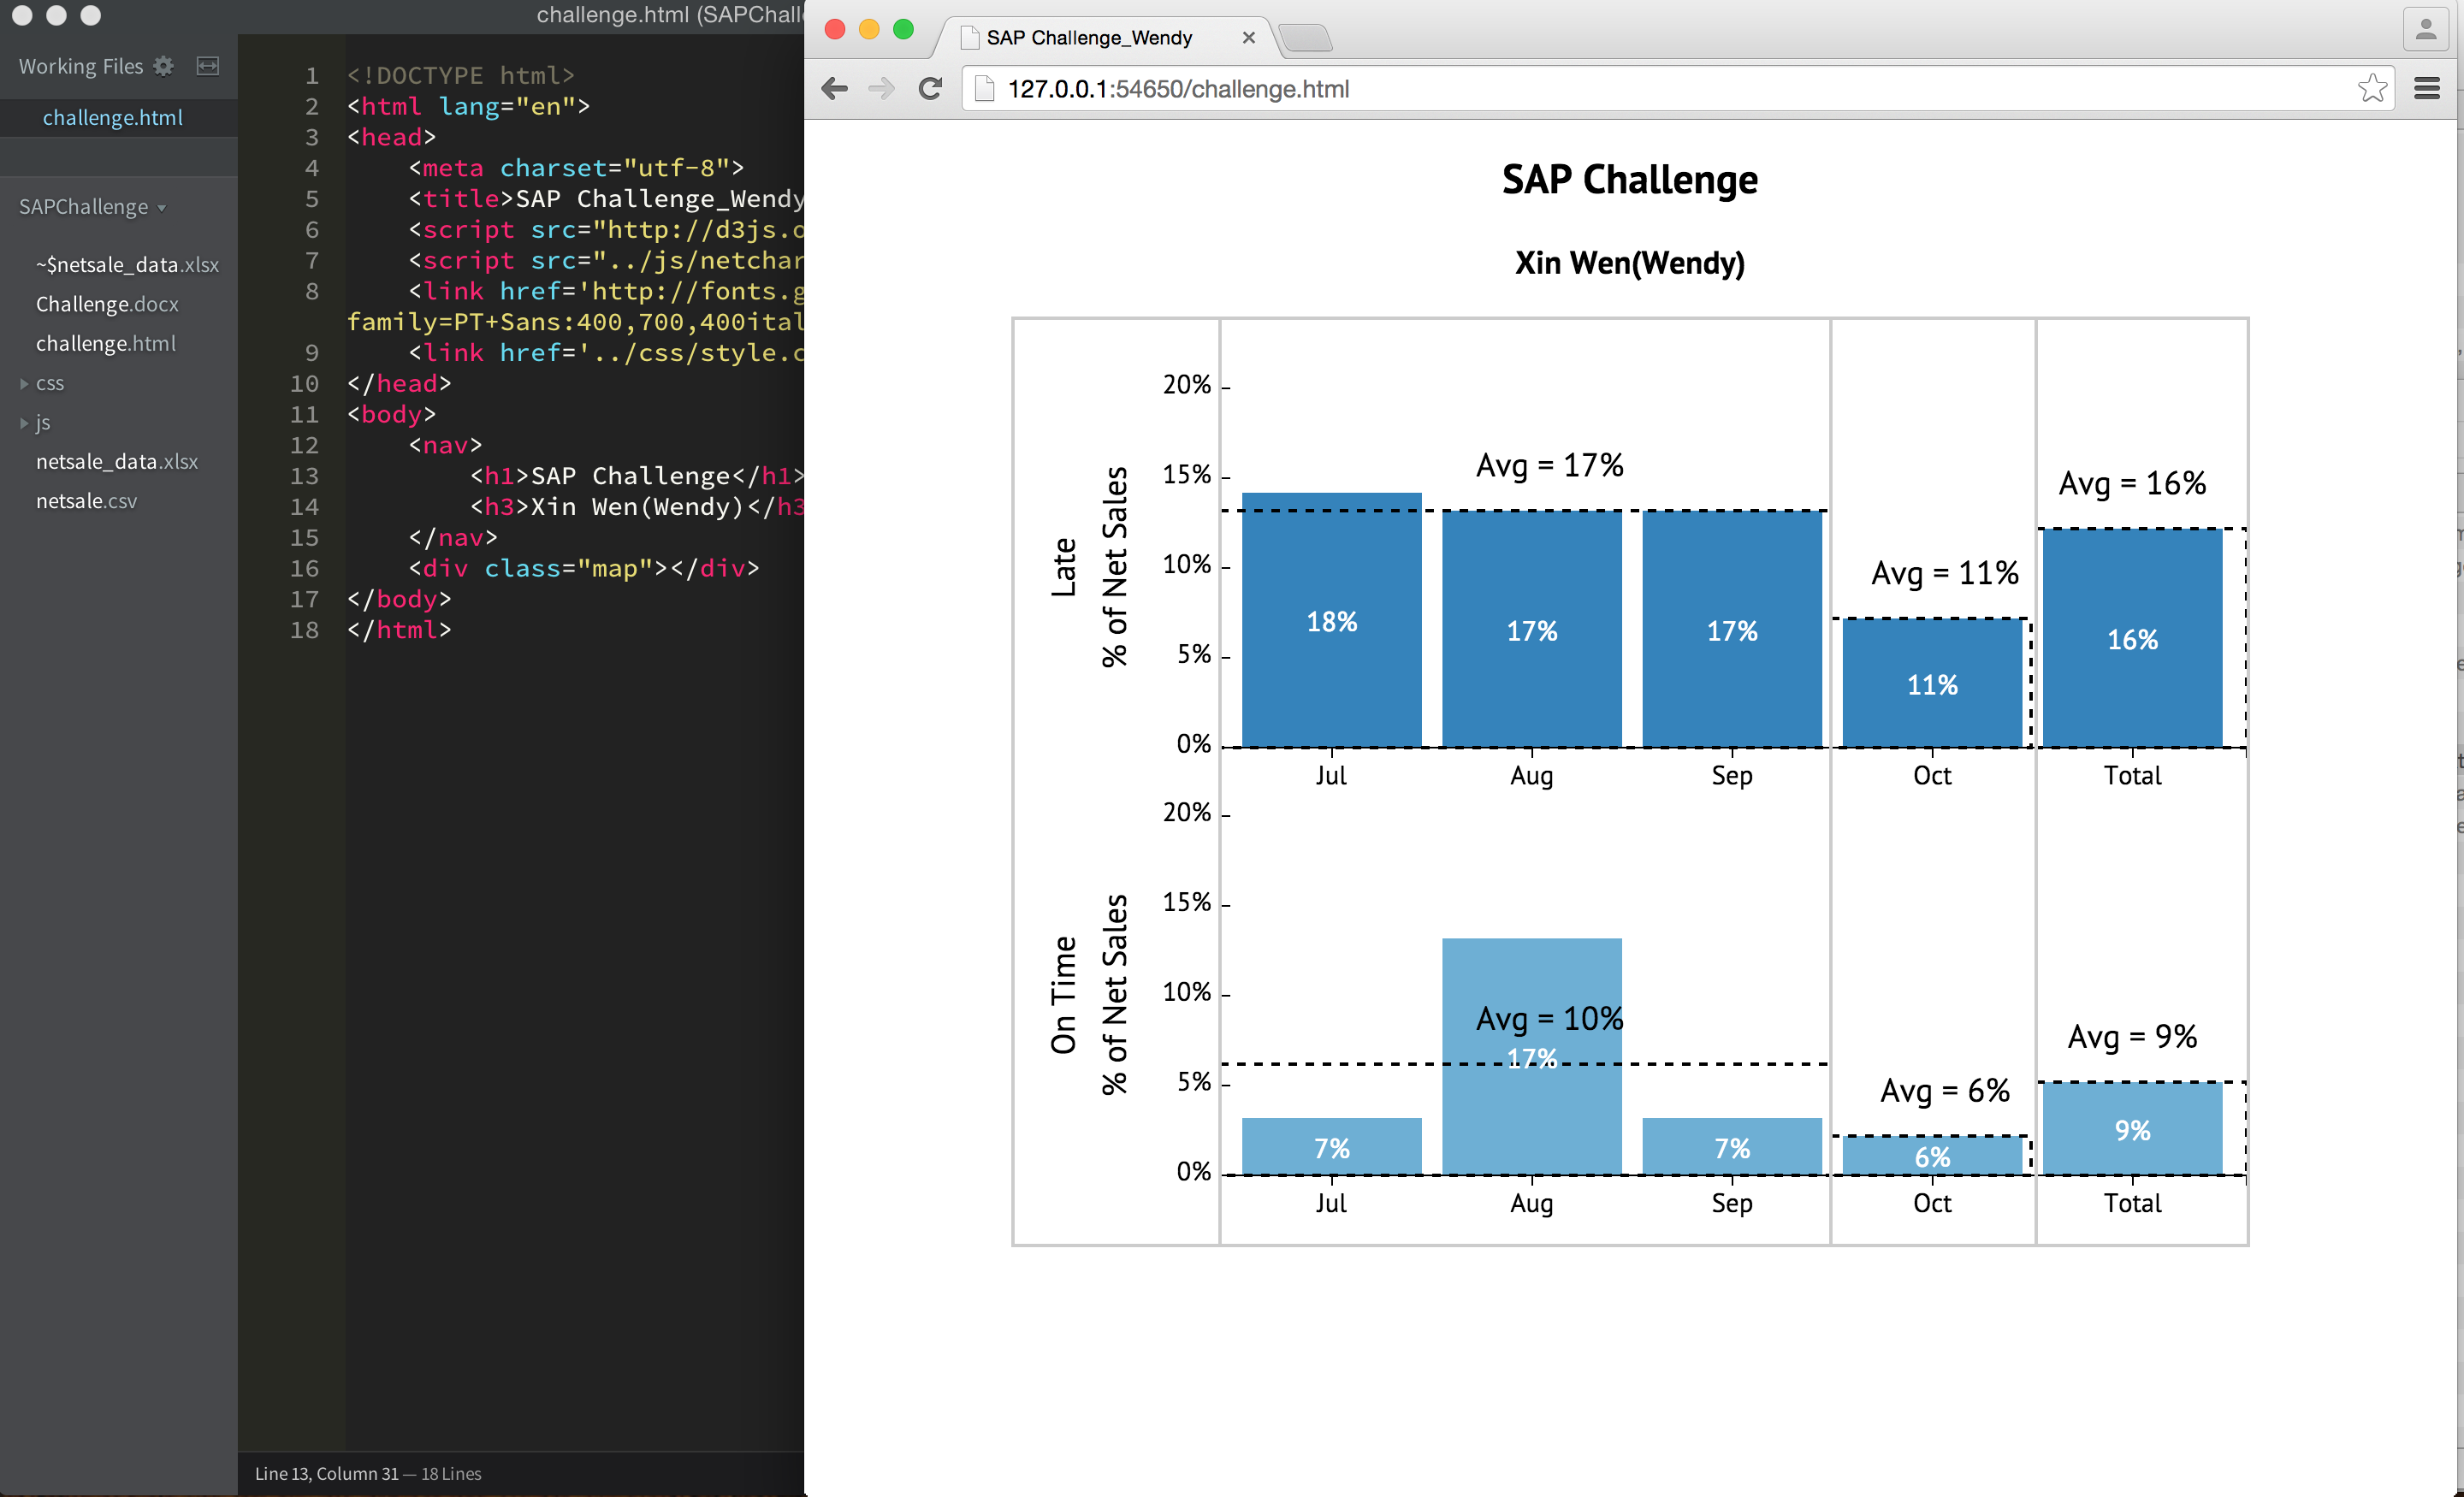 challenge.html (SAPChall
Working Files
challenge.html
SAPChallenge
~$netsale_data.xlsx
Challenge.docx
challenge.html
css
js
netsale_data.xlsx
netsale.csv
1 <!DOCTYPE html>
2 <html lang="en">
3 <head>
4 <meta charset="utf-8">
5 <title>SAP Challenge_Wendy
6 <script src="http://d3js.o
7 <script src="../js/netchar
8 <link href='http://fonts.g
family=PT+Sans:400,700,400ital
9 <link href='../css/style.c
10 </head>
11 <body>
12 <nav>
13 <h1>SAP Challenge</h1>
14 <h3>Xin Wen(Wendy)</h3
15 </nav>
16 <div class="map"></div>
17 </body>
18 </html>
Line 13, Column 31 — 18 Lines
SAP Challenge_Wendy
127.0.0.1:54650/challenge.html
SAP Challenge
Xin Wen(Wendy)
Late
% of Net Sales
20%
15%
10%
5%
0%
Avg = 17%
Avg = 11%
Avg = 16%
18%
17%
17%
11%
16%
Jul
Aug
Sep
Oct
Total
On Time
% of Net Sales
20%
15%
10%
5%
0%
Avg = 10%
Avg = 6%
Avg = 9%
7%
17%
7%
6%
9%
Jul
Aug
Sep
Oct
Total